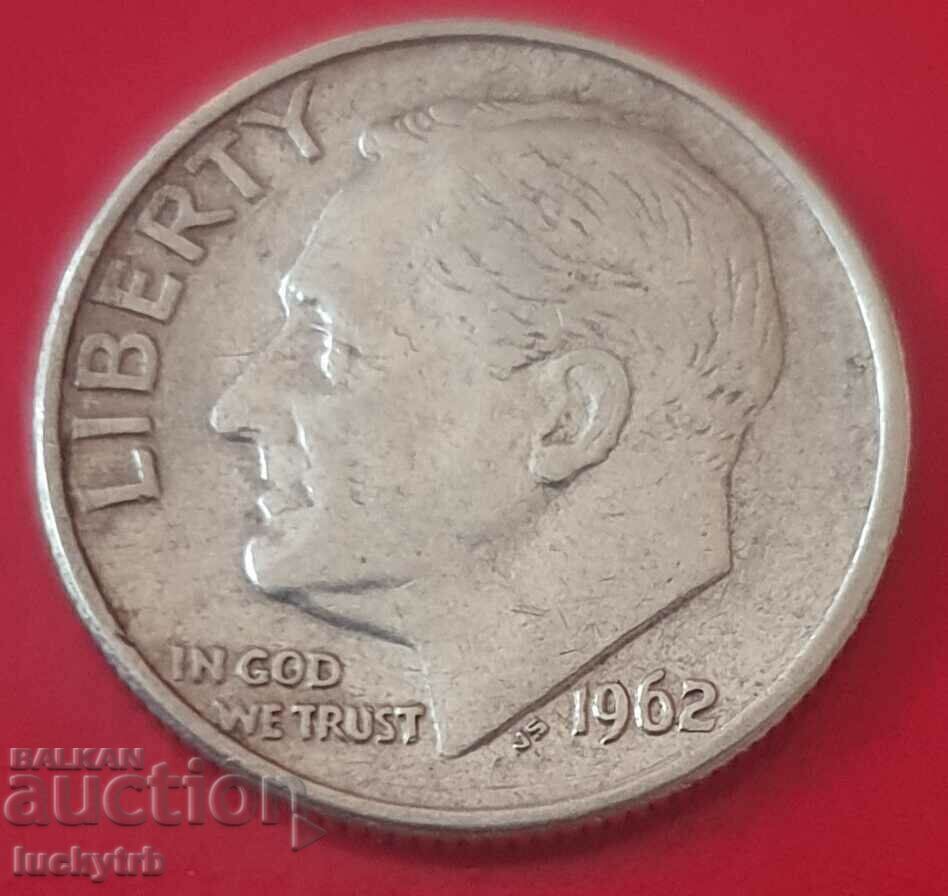 LIBERTY
IN GOD
WE TRUST
JS
1962
BALKAN
auction
luckytrb